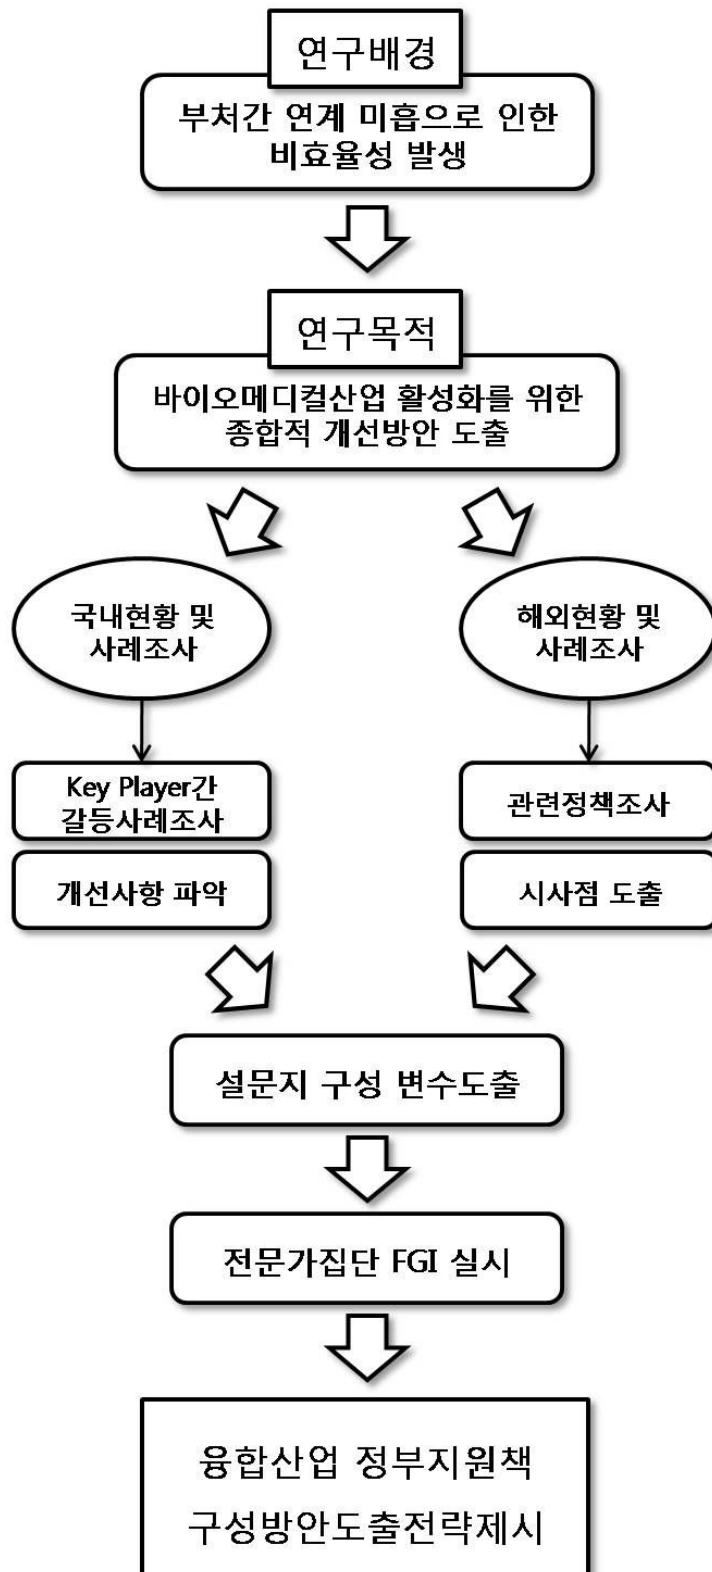 연구배경
부처간 연계 미흡으로 인한
비효율성 발생
연구목적
바이오메디컬산업 활성화를 위한
종합적 개선방안 도출
국내현황 및
사례조사
해외현황 및
사례조사
Key Player간
갈등사례조사
관련정책조사
개선사항 파악
시사점 도출
설문지 구성 변수도출
전문가집단 FGI 실시
융합산업 정부지원책
구성방안도출전략제시